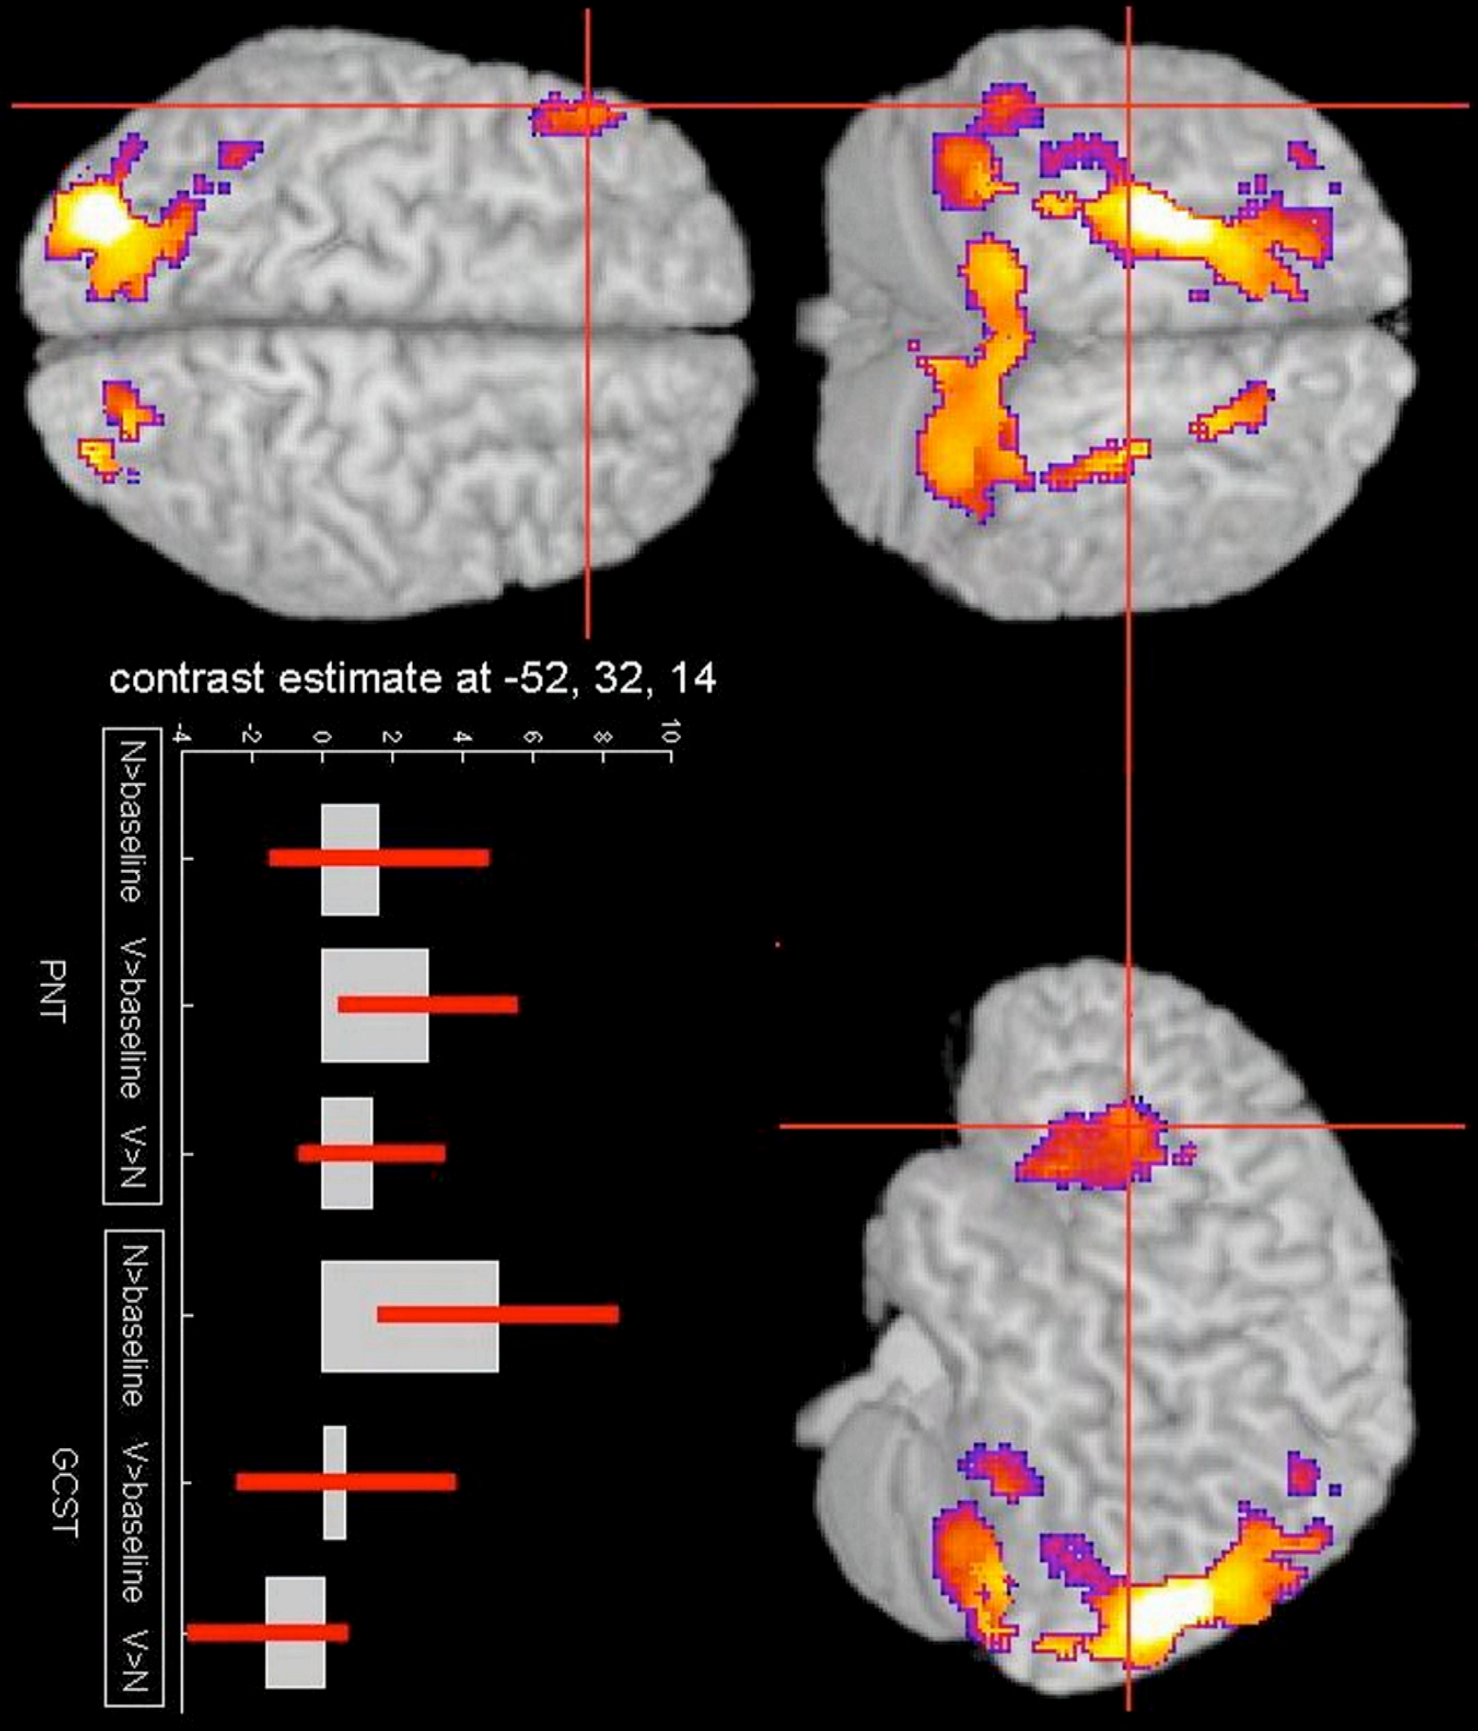 contrast estimate at -52, 32, 14
-4 -2 0 2 4 6 8 10
N>baseline V>baseline V>N
PNT
N>baseline V>baseline V>N
GCST